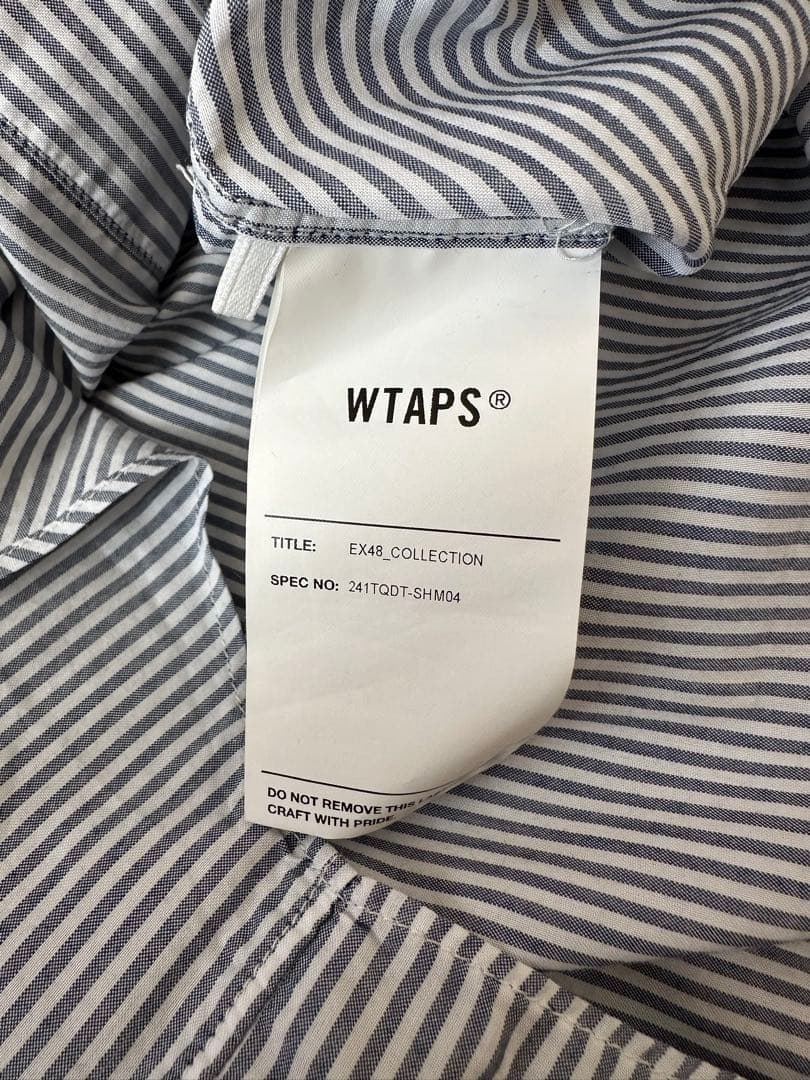 WTAPS®
TITLE: EX48_COLLECTION
SPEC NO: 241TQDT-SHM04
DO NOT REMOVE THIS
CRAFT WITH PRIDE